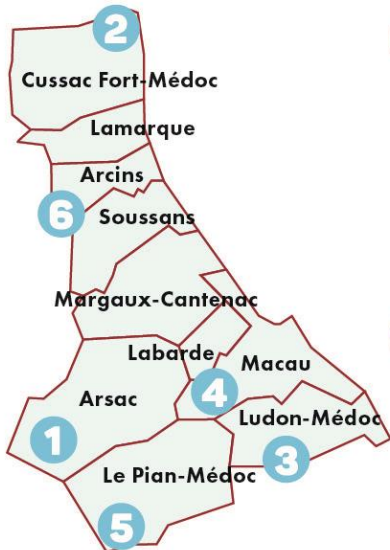 2
Cussac Fort-Médoc
Lamarque
Arcins
6
Soussans
Margaux-Cantenac
Labarde
Macau
Arsac
4
Ludon-Médoc
1
3
Le Pian-Médoc
5